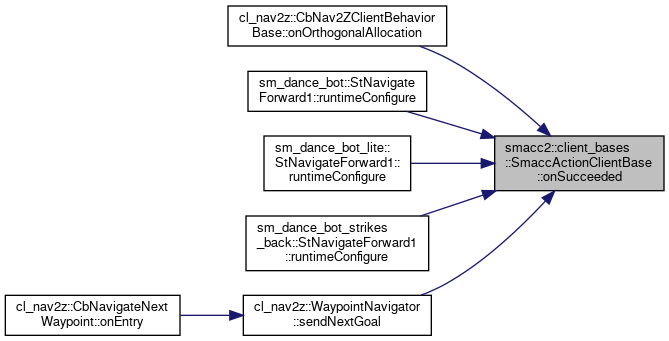 cl_nav2z::CbNav2ZClientBehavior
Base::onOrthogonalAllocation
sm_dance_bot::StNavigate
Forward1::runtimeConfigure
sm_dance_bot_lite::
StNavigateForward1::
runtimeConfigure
smacc2::client_bases
::SmaccActionClientBase
::onSucceeded
sm_dance_bot_strikes
_back::StNavigateForward1
::runtimeConfigure
cl_nav2z::CbNavigateNext
Waypoint::onEntry
cl_nav2z::WaypointNavigator
::sendNextGoal